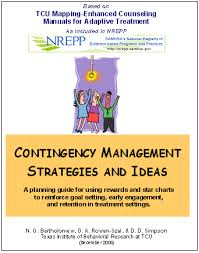 Based on
TCU Mapping-Enhanced Counseling
Manuals for Adaptive Treatment
As Included in NREPP
NREPP
SAMHSA's National Registry of
Evidence-based Programs and Practices
http://nrepp.samhsa.gov
CONTINGENCY MANAGEMENT
STRATEGIES AND IDEAS
A planning guide for using rewards and star charts
to reinforce goal setting, early engagement,
and retention in treatment settings.
N. G. Bartholomew, G. A. Rowan-Szal, & D. D. Simpson
Texas Institute of Behavioral Research at TCU
(December 2005)